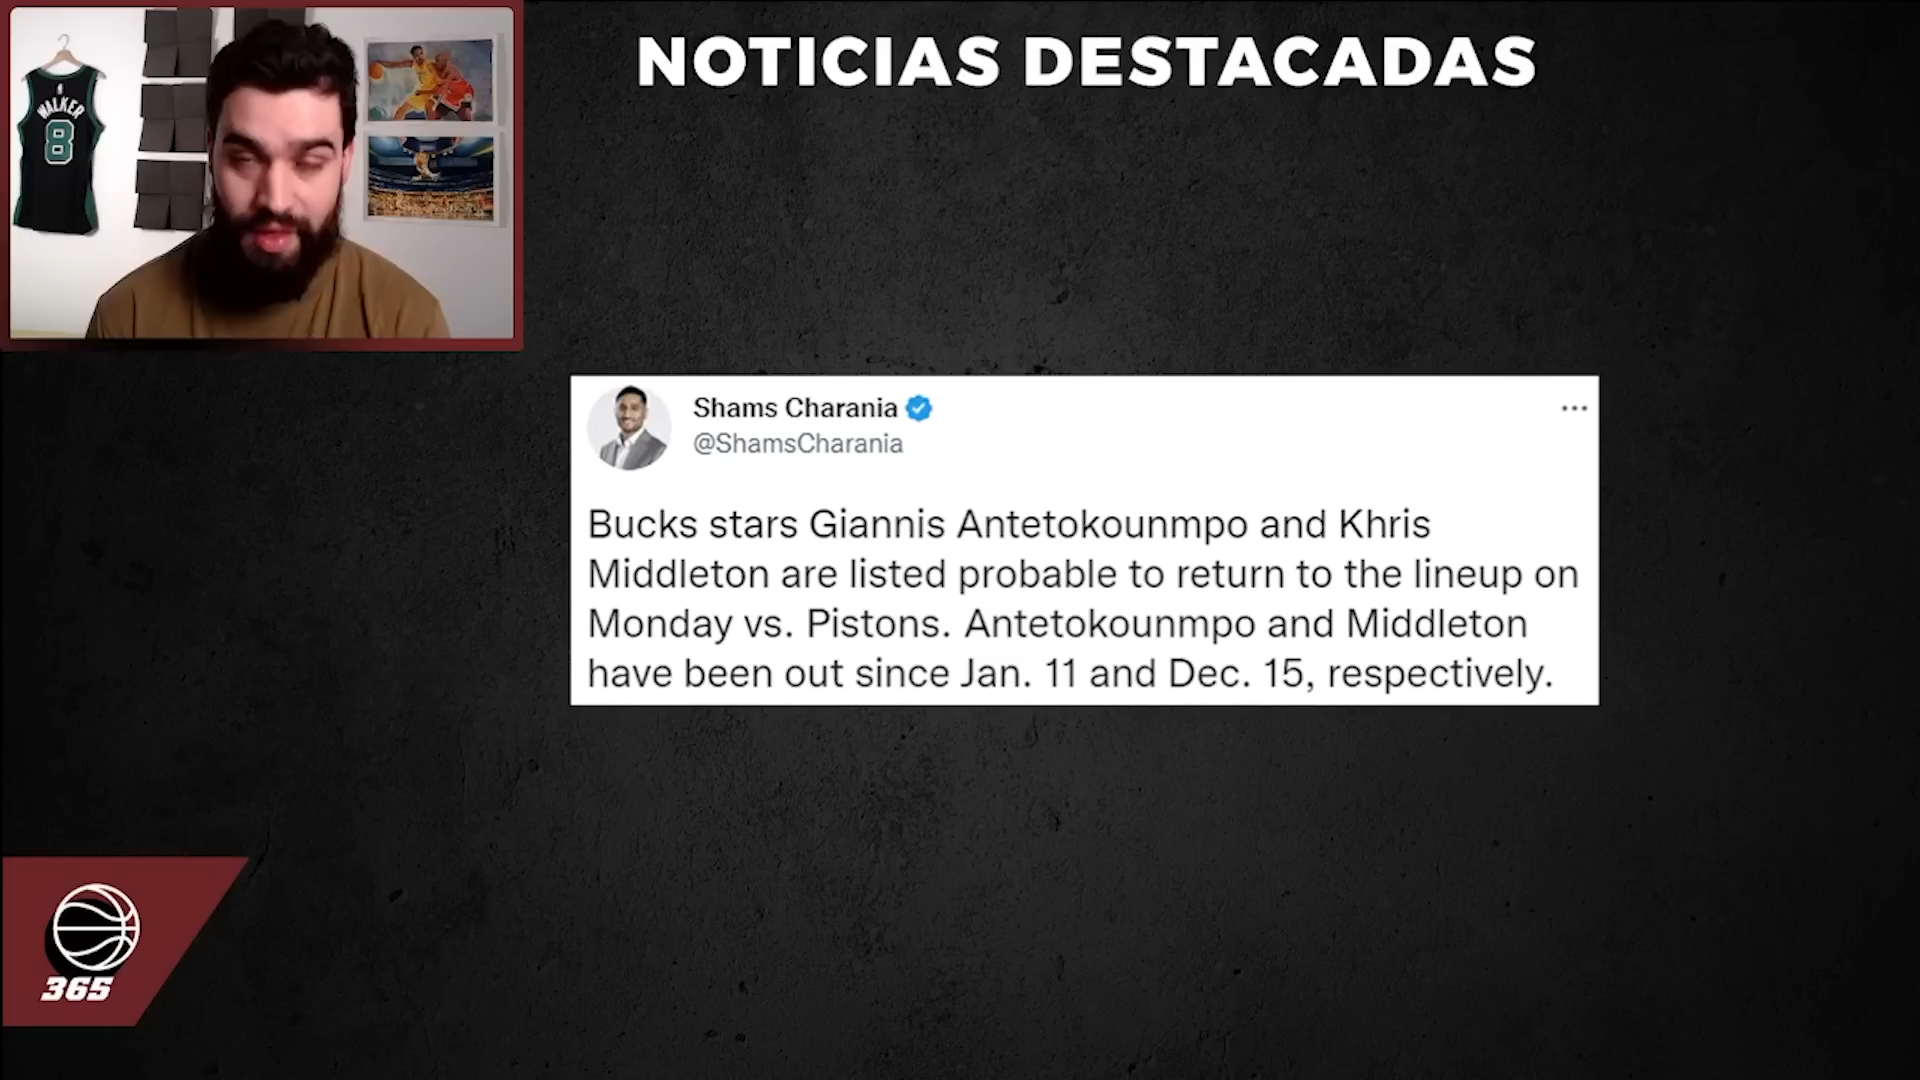 NOTICIAS DESTACADAS
WALKER
8
Shams Charania
@ShamsCharania
Bucks stars Giannis Antetokounmpo and Khris
Middleton are listed probable to return to the lineup on
Monday vs. Pistons. Antetokounmpo and Middleton
have been out since Jan. 11 and Dec. 15, respectively.
365